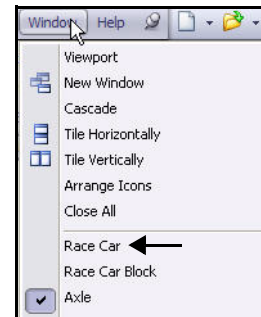 Window Help
Viewport
New Window
Cascade
Tile Horizontally
Tile Vertically
Arrange Icons
Close All
Race Car
Race Car Block
Axle